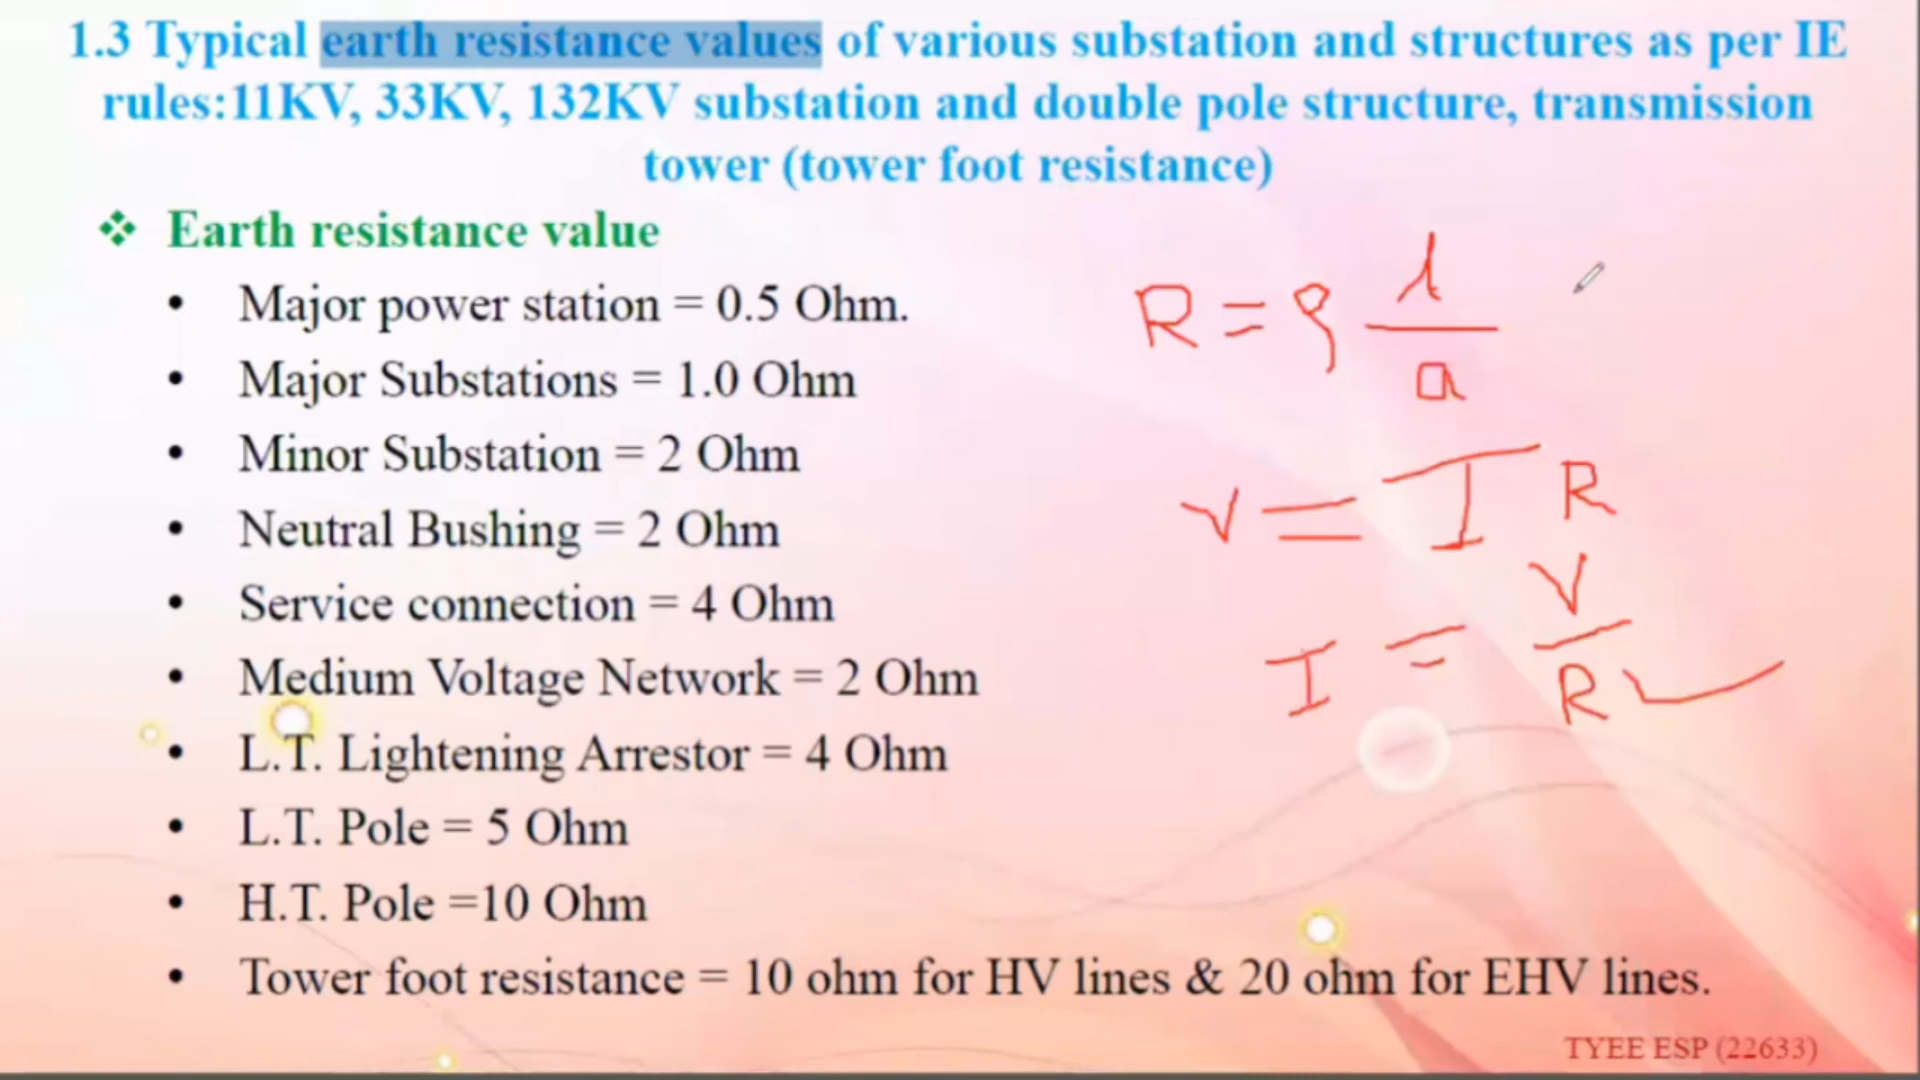 1.3 Typical earth resistance values of various substation and structures as per IE
rules:11KV, 33KV, 132KV substation and double pole structure, transmission
tower (tower foot resistance)
❖ Earth resistance value
• Major power station = 0.5 Ohm.
• Major Substations = 1.0 Ohm
• Minor Substation = 2 Ohm
• Neutral Bushing = 2 Ohm
• Service connection = 4 Ohm
• Medium Voltage Network = 2 Ohm
• L.T. Lightening Arrestor = 4 Ohm
• L.T. Pole = 5 Ohm
• H.T. Pole =10 Ohm
• Tower foot resistance = 10 ohm for HV lines & 20 ohm for EHV lines.
R = ρ l / a
V = I R
I = V / R
TYEE ESP (22633)